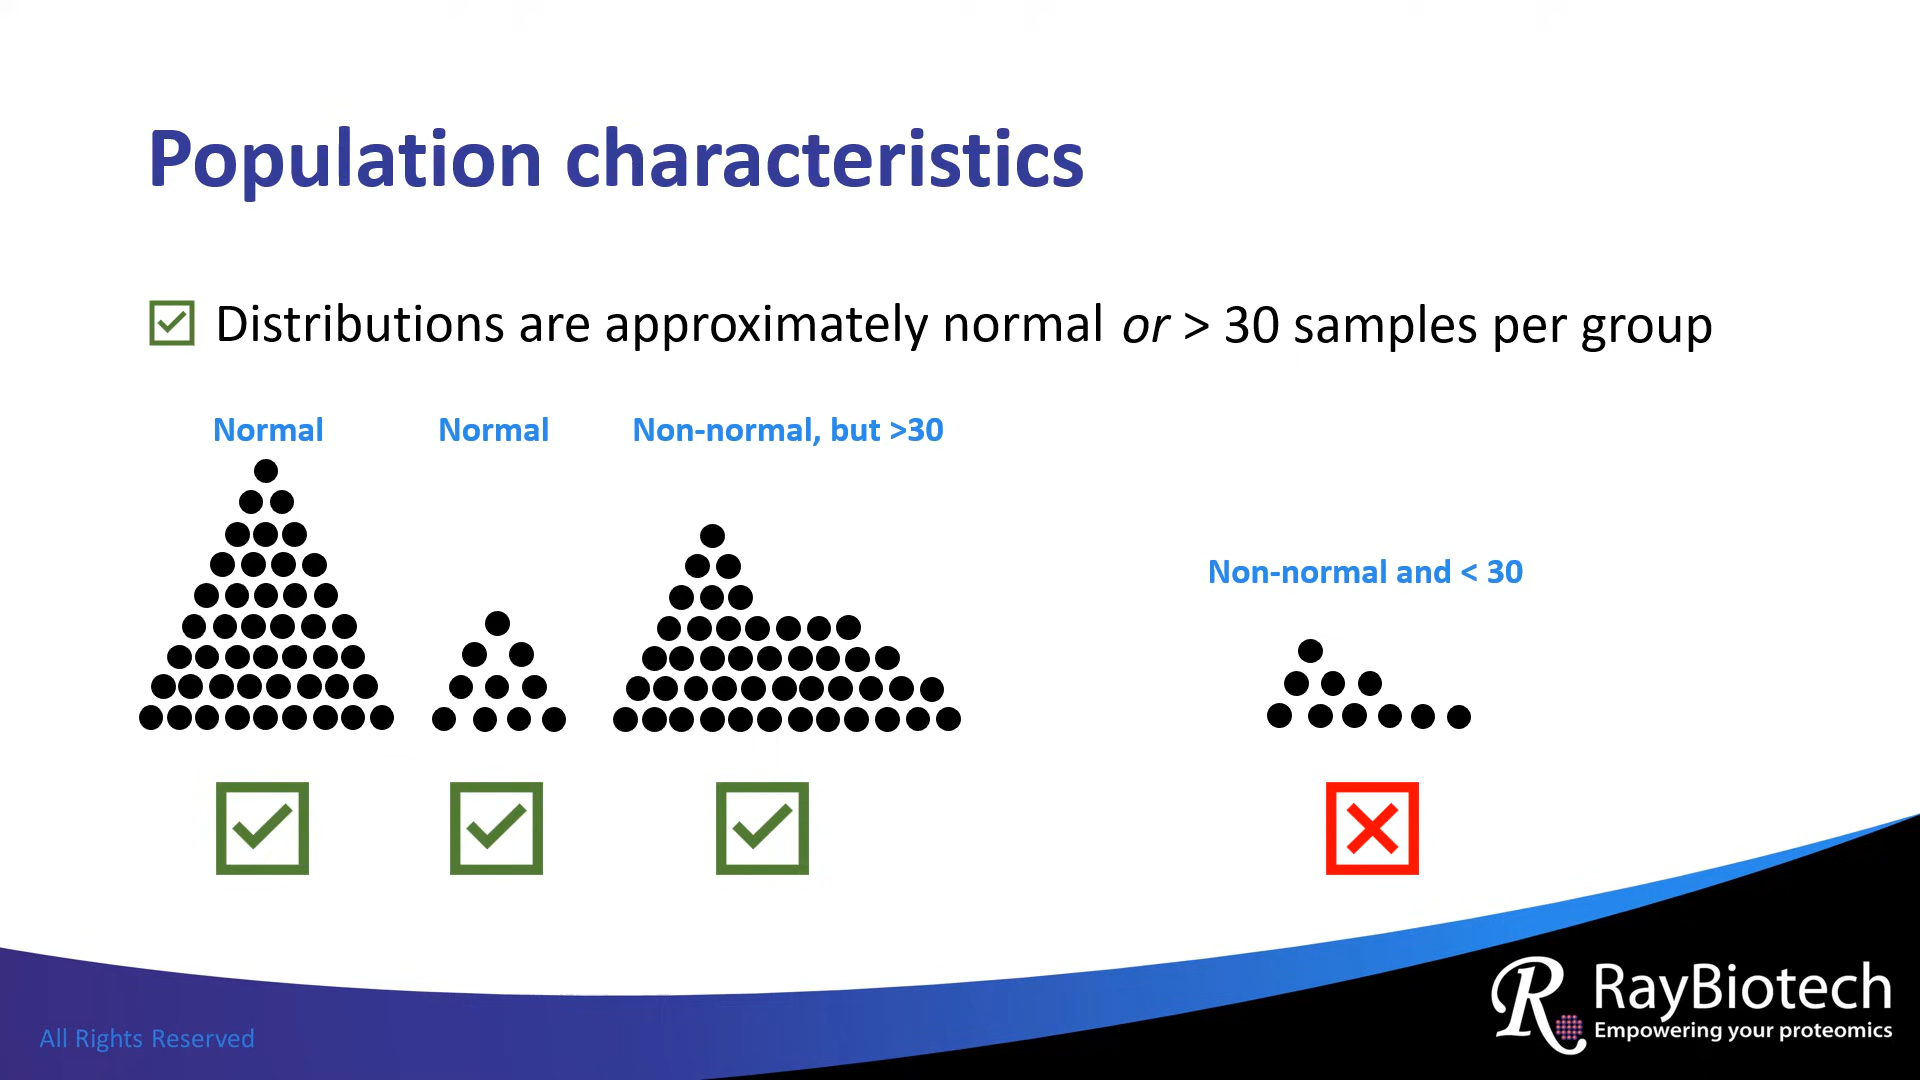 Population characteristics
Distributions are approximately normal or > 30 samples per group
Normal
Normal
Non-normal, but >30
Non-normal and < 30
RayBiotech
Empowering your proteomics
All Rights Reserved